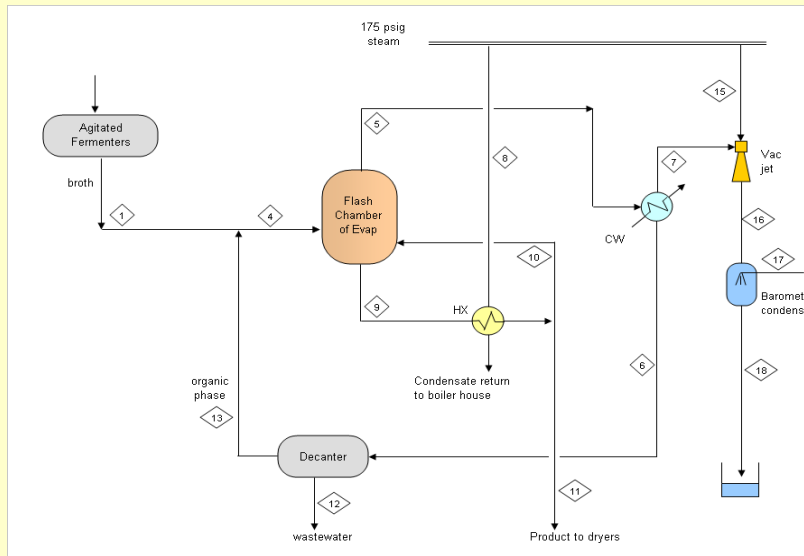 175 psig
steam
15
Agitated
Fermenters
5
7
Vac
jet
broth
8
1
4
Flash
Chamber
of Evap
16
CW
17
10
9
HX
Baromet
condens
6
18
Condensate return
to boiler house
organic
phase
13
Decanter
11
12
wastewater
Product to dryers